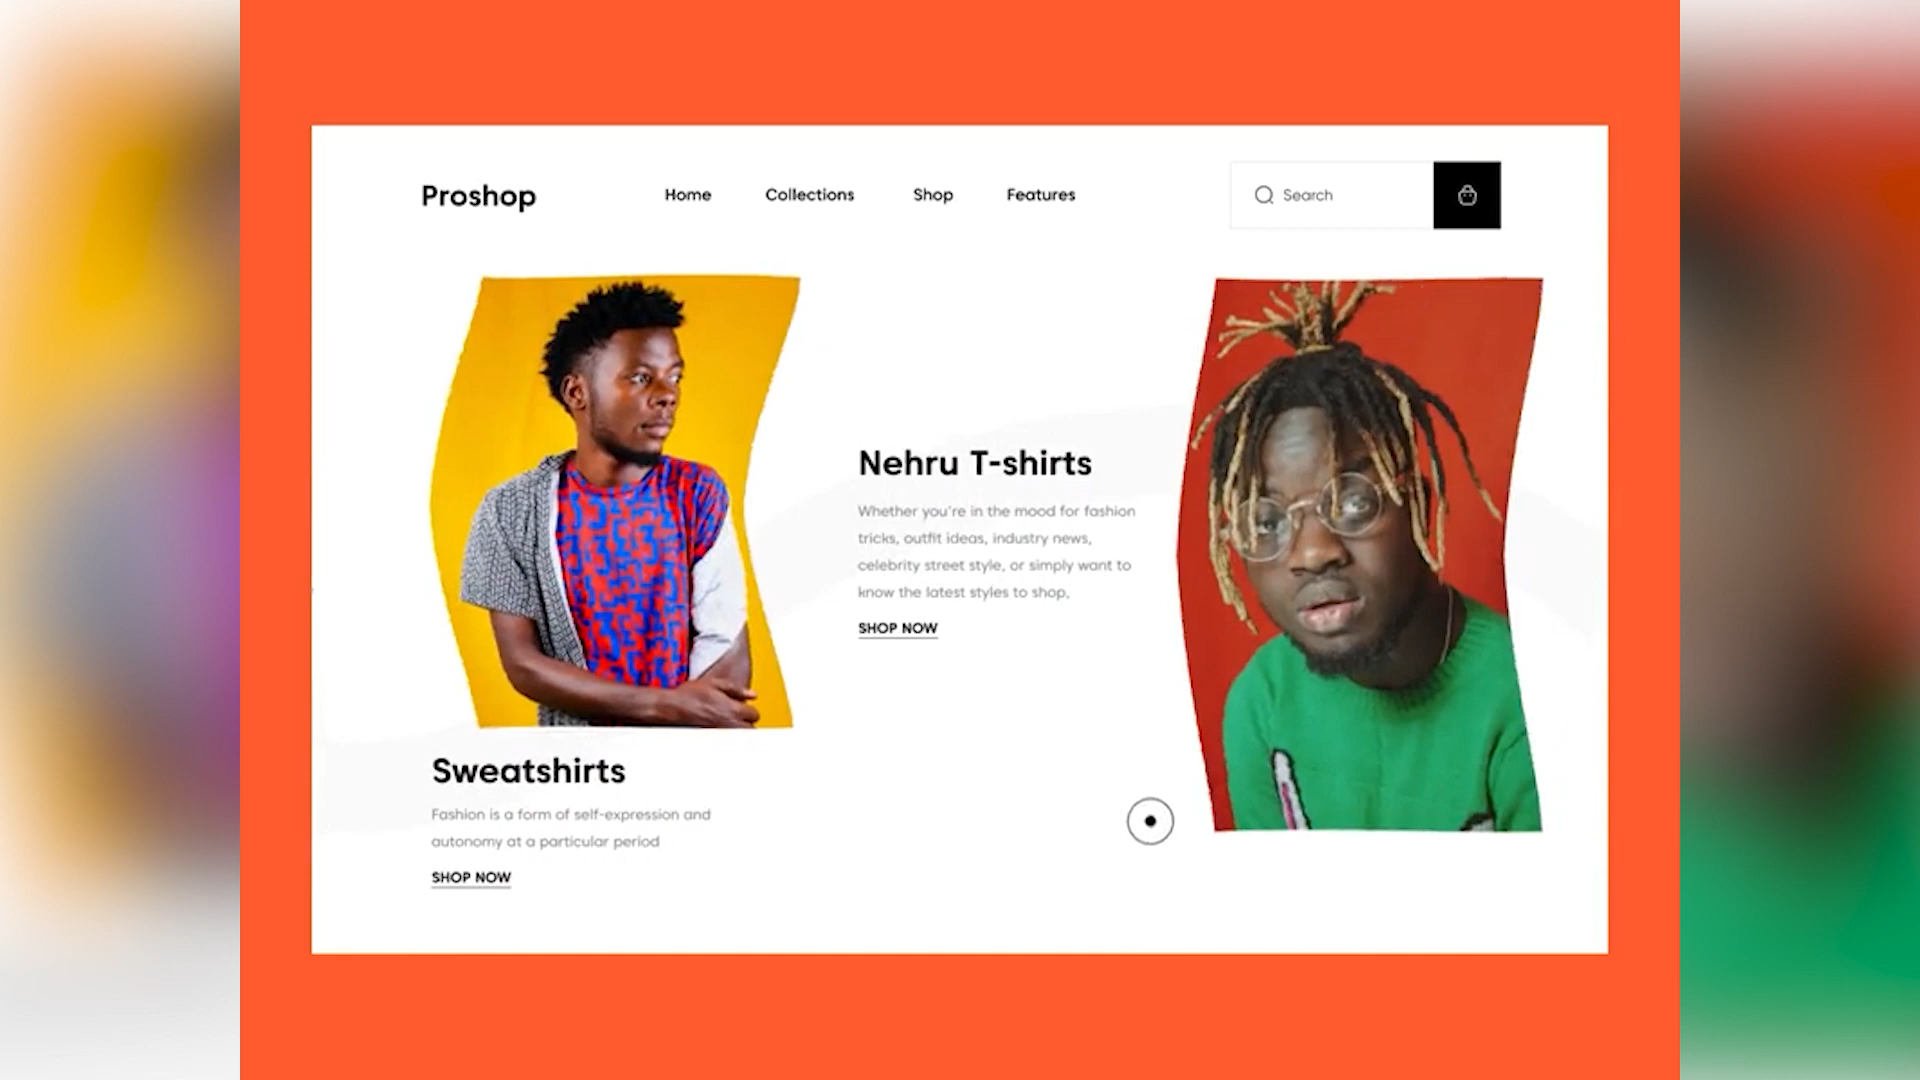 Proshop
Home
Collections
Shop
Features
Search
Nehru T-shirts
Whether you're in the mood for fashion
tricks, outfit ideas, industry news,
celebrity street style, or simply want to
know the latest styles to shop,
SHOP NOW
Sweatshirts
Fashion is a form of self-expression and
autonomy at a particular period
SHOP NOW